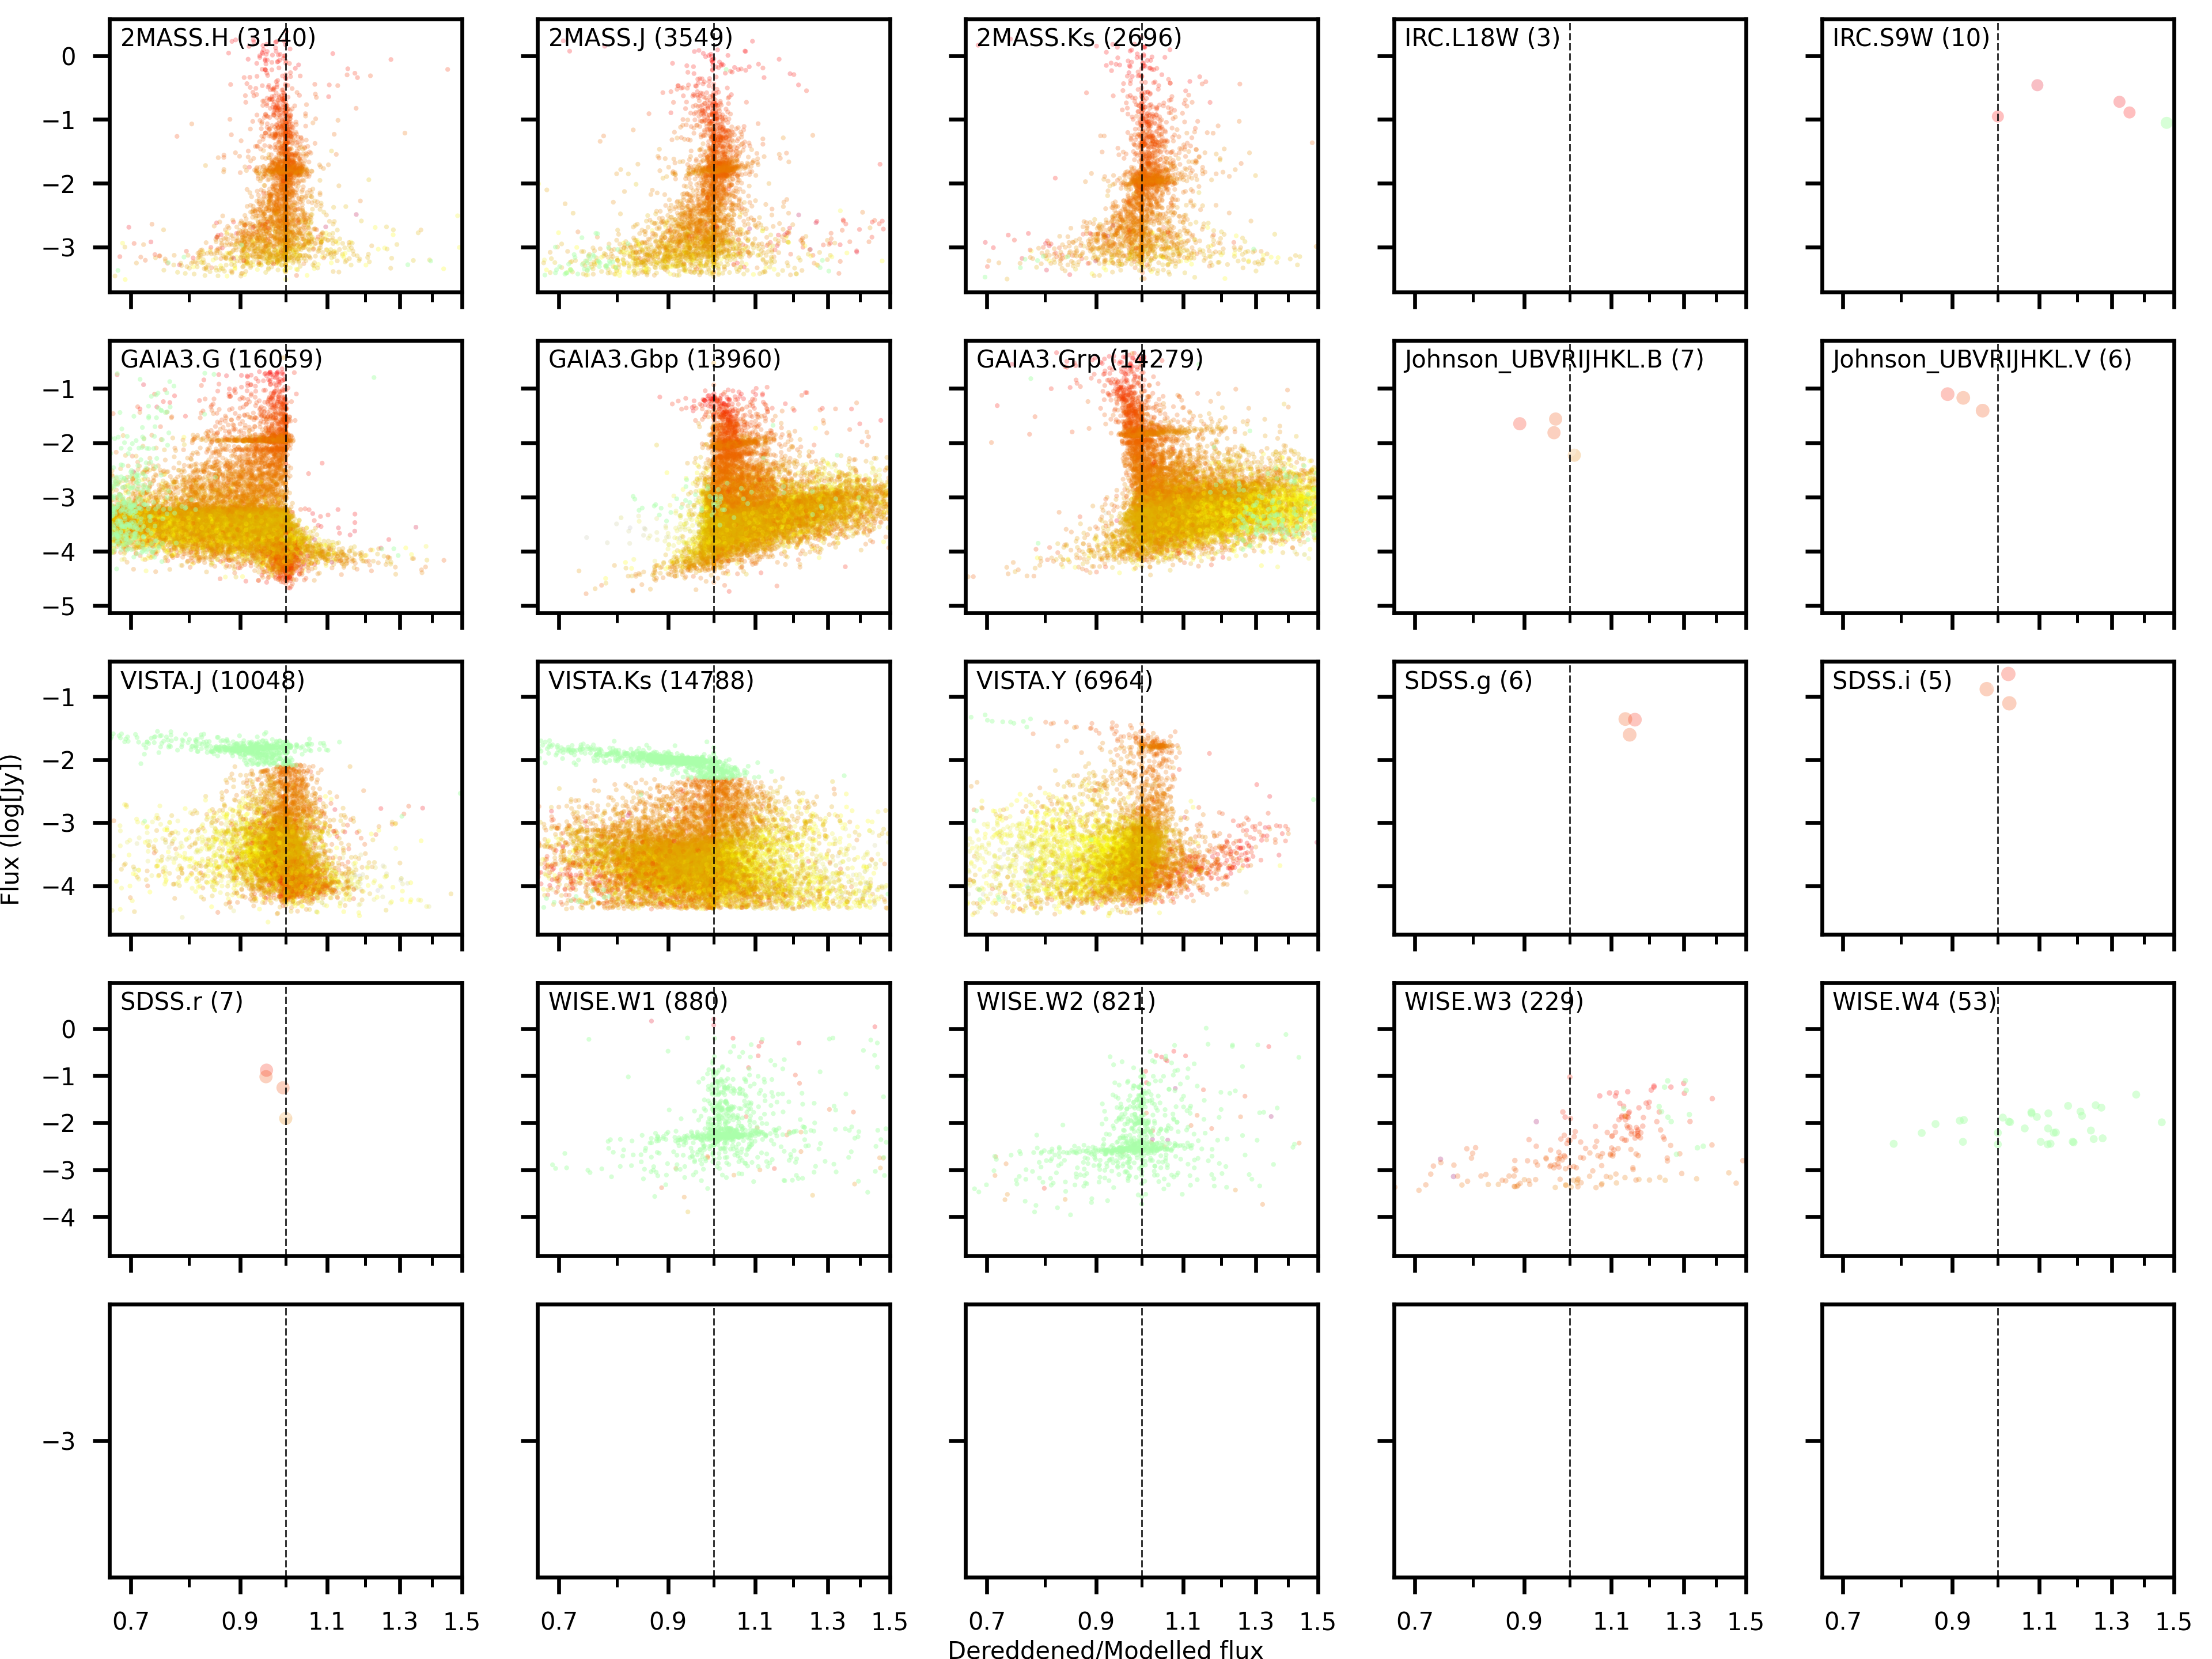 2MASS.H (3140) 2MASS.J (3549) 2MASS.Ks (2696) IRC.L18W (3) IRC.S9W (10)
0
−1
−2
−3
GAIA3.G (16059) GAIA3.Gbp (13960) GAIA3.Grp (14279) Johnson_UBVRIJHKL.B (7) Johnson_UBVRIJHKL.V (6)
−1
−2
−3
−4
−5
VISTA.J (10048) VISTA.Ks (14788) VISTA.Y (6964) SDSS.g (6) SDSS.i (5)
−1
−2
−3
−4
Flux (log[Jy])
SDSS.r (7) WISE.W1 (880) WISE.W2 (821) WISE.W3 (229) WISE.W4 (53)
0
−1
−2
−3
−4
−3
0.7 0.9 1.1 1.3 1.5 0.7 0.9 1.1 1.3 1.5 0.7 0.9 1.1 1.3 1.5 0.7 0.9 1.1 1.3 1.5 0.7 0.9 1.1 1.3 1.5
Dereddened/Modelled flux